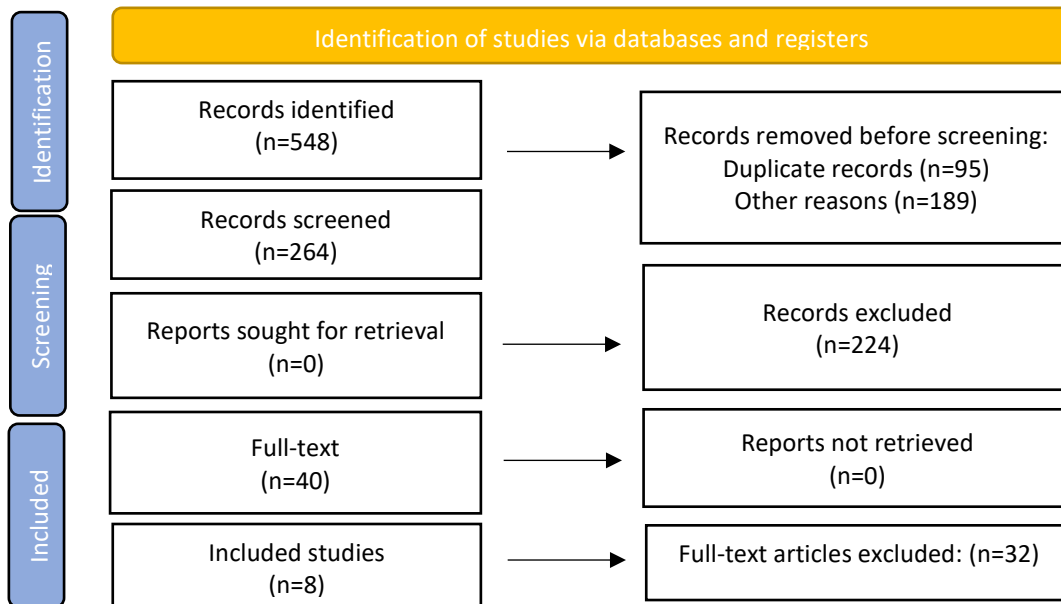 Identification of studies via databases and registers
Identification
Records identified
(n=548)
Records removed before screening:
Duplicate records (n=95)
Other reasons (n=189)
Screening
Records screened
(n=264)
Reports sought for retrieval
(n=0)
Records excluded
(n=224)
Included
Full-text
(n=40)
Reports not retrieved
(n=0)
Included studies
(n=8)
Full-text articles excluded: (n=32)